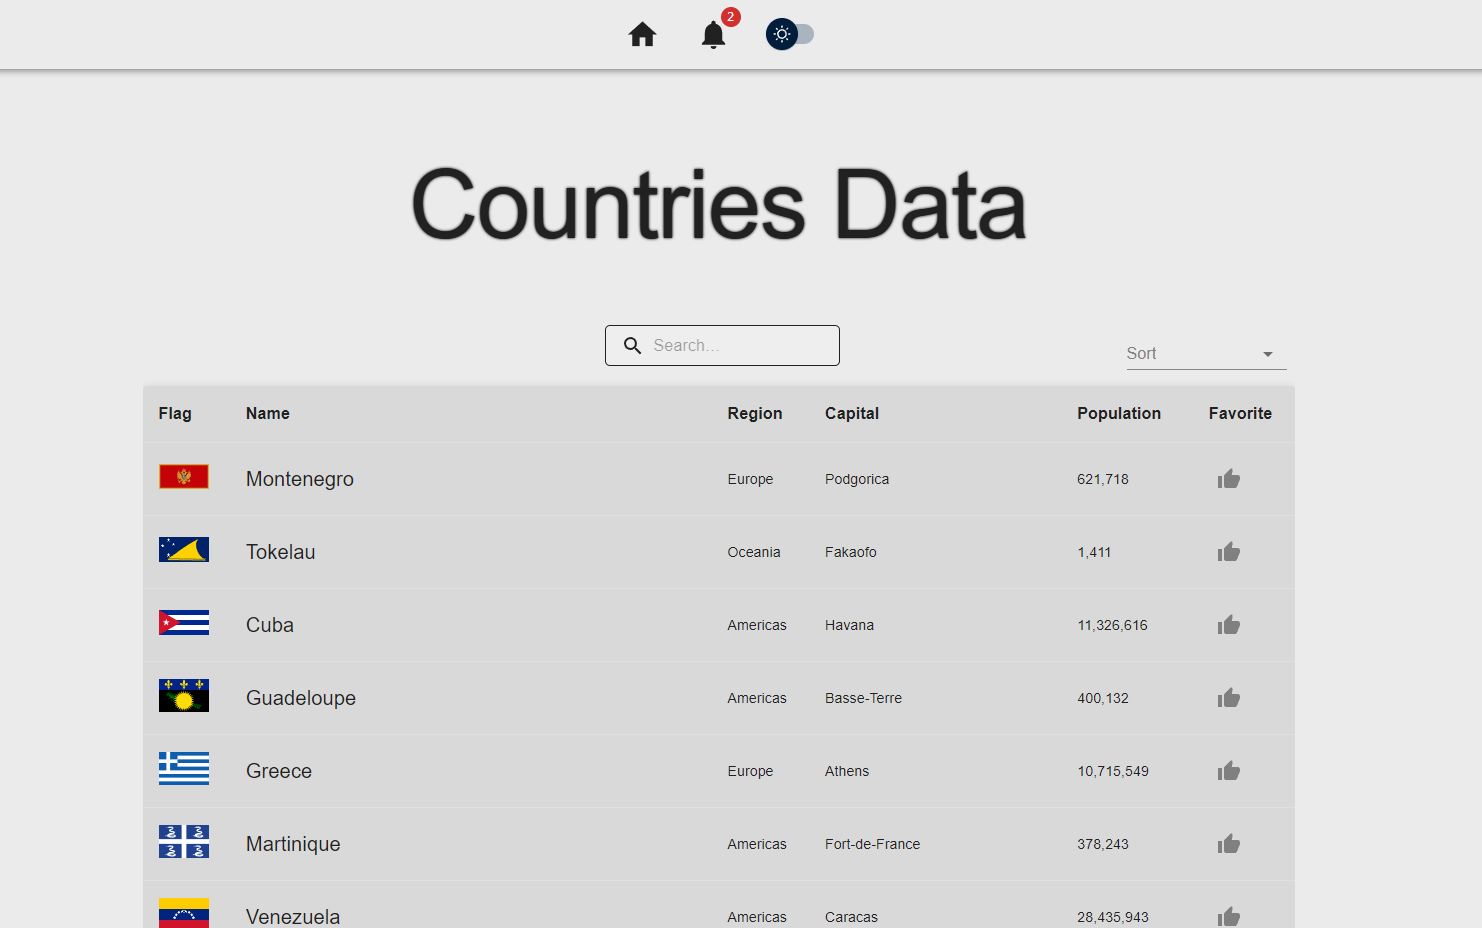 2
Countries Data
Search...
Sort
Flag Name Region Capital Population Favorite
Montenegro Europe Podgorica 621,718
Tokelau Oceania Fakaofo 1,411
Cuba Americas Havana 11,326,616
Guadeloupe Americas Basse-Terre 400,132
Greece Europe Athens 10,715,549
Martinique Americas Fort-de-France 378,243
Venezuela Americas Caracas 28,435,943